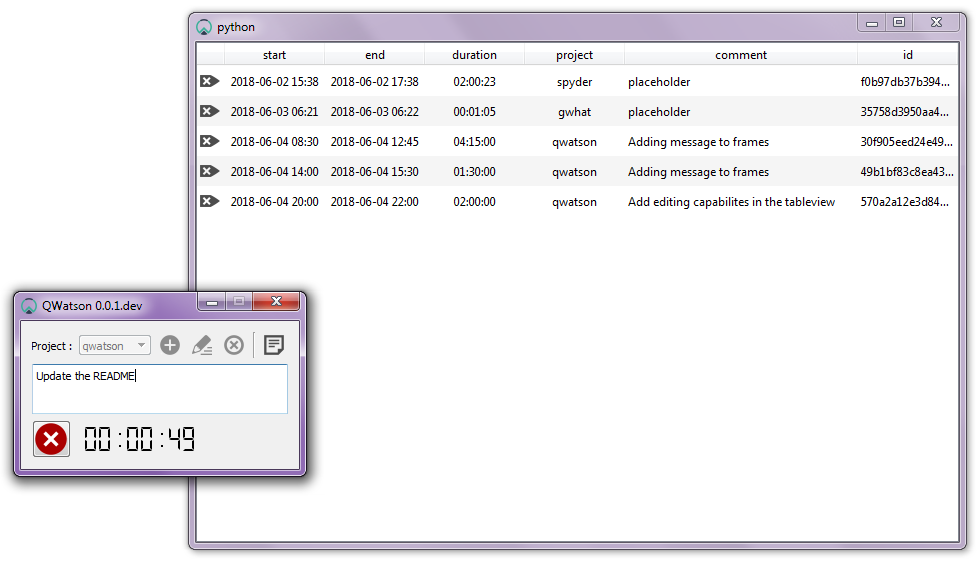 python
start end duration project comment id
2018-06-02 15:38 2018-06-02 17:38 02:00:23 spyder placeholder f0b97db37b394...
2018-06-03 06:21 2018-06-03 06:22 00:01:05 gwhat placeholder 35758d3950aa4...
2018-06-04 08:30 2018-06-04 12:45 04:15:00 qwatson Adding message to frames 30f905eed24e49...
2018-06-04 14:00 2018-06-04 15:30 01:30:00 qwatson Adding message to frames 49b1bf83c8ea43...
2018-06-04 20:00 2018-06-04 22:00 02:00:00 qwatson Add editing capabilites in the tableview 570a2a12e3d84...
QWatson 0.0.1.dev
Project : qwatson
Update the README
00:00:49